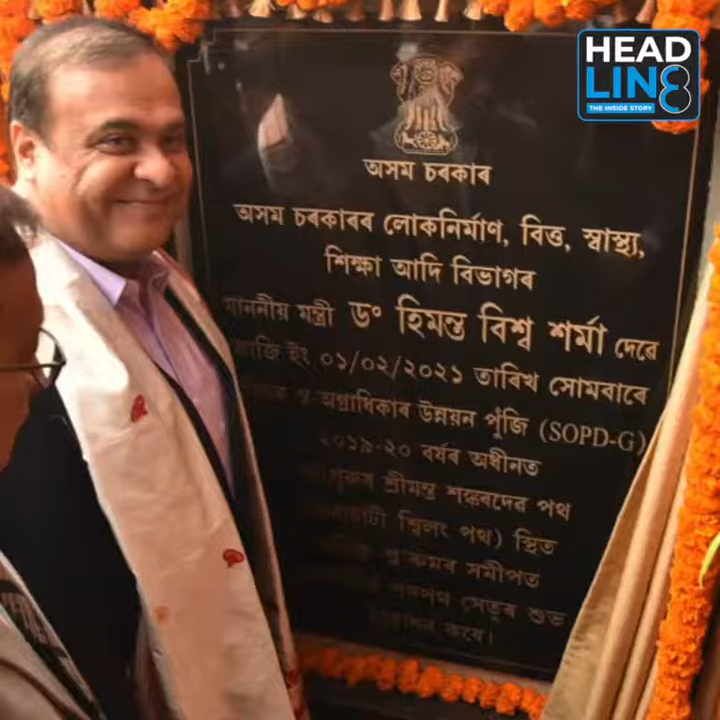 HEAD
LIN8
THE INSIDE STORY
অসম চৰকাৰ
অসম চৰকাৰৰ লোকনিৰ্মাণ, বিত্ত, স্বাস্থ্য,
শিক্ষা আদি বিভাগৰ
মাননীয় মন্ত্ৰী ড° হিমন্ত বিশ্ব শৰ্মা দেৱে
আজি ইং ০১/০২/২০২১ তাৰিখ সোমবাৰে
স্ব-অগ্ৰাধিকাৰ উন্নয়ন পুঁজি (SOPD-G)
২০১৯-২০ বৰ্ষৰ অধীনত
শ্ৰীমন্ত শঙ্কৰদেৱ পথ
শ্বিলং পথ) স্থিত
সমীপত
সেতুৰ শুভ
কৰে।